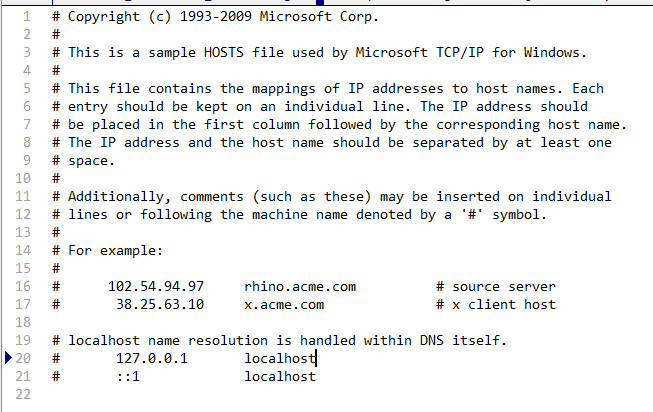 1 # Copyright (c) 1993-2009 Microsoft Corp.
2 #
3 # This is a sample HOSTS file used by Microsoft TCP/IP for Windows.
4 #
5 # This file contains the mappings of IP addresses to host names. Each
6 # entry should be kept on an individual line. The IP address should
7 # be placed in the first column followed by the corresponding host name.
8 # The IP address and the host name should be separated by at least one
9 # space.
10 #
11 # Additionally, comments (such as these) may be inserted on individual
12 # lines or following the machine name denoted by a '#' symbol.
13 #
14 # For example:
15 #
16 #      102.54.94.97     rhino.acme.com          # source server
17 #       38.25.63.10     x.acme.com              # x client host
18
19 # localhost name resolution is handled within DNS itself.
20 #       127.0.0.1       localhost
21 #       ::1             localhost
22